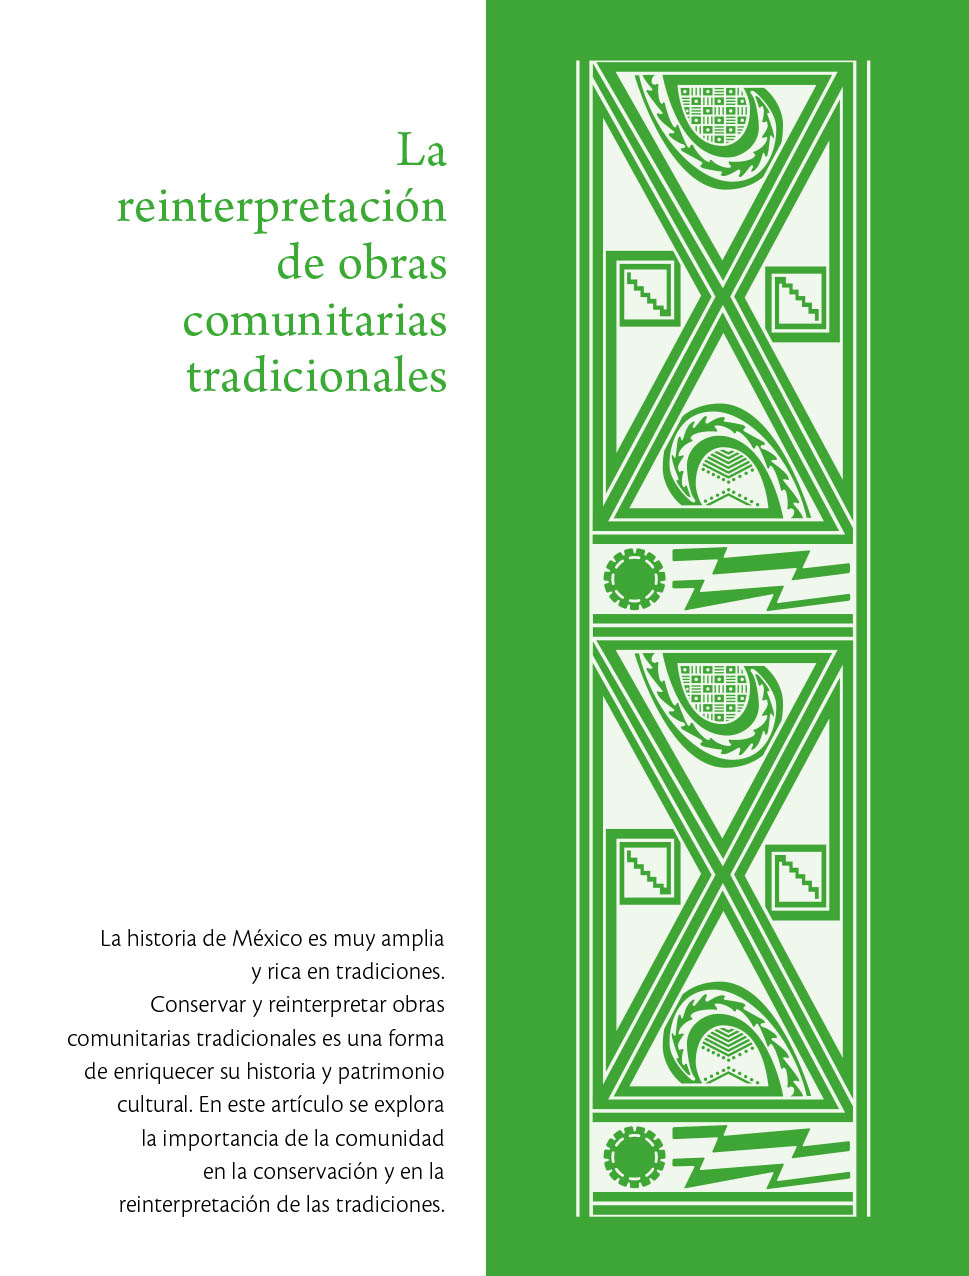 La
reinterpretación
de obras
comunitarias
tradicionales
La historia de México es muy amplia
y rica en tradiciones.
Conservar y reinterpretar obras
comunitarias tradicionales es una forma
de enriquecer su historia y patrimonio
cultural. En este artículo se explora
la importancia de la comunidad
en la conservación y en la
reinterpretación de las tradiciones.